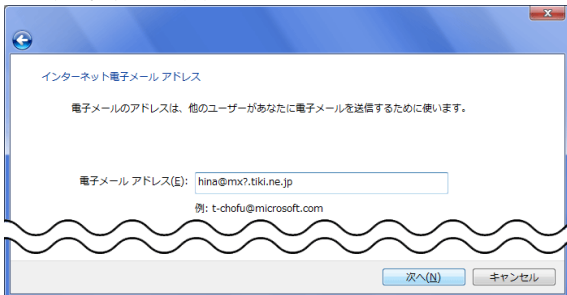 インターネット電子メール アドレス
電子メールのアドレスは、他のユーザーがあなたに電子メールを送信するために使います。
電子メール アドレス(E): hina@mx?.tiki.ne.jp
例: t-chofu@microsoft.com
次へ(N) キャンセル